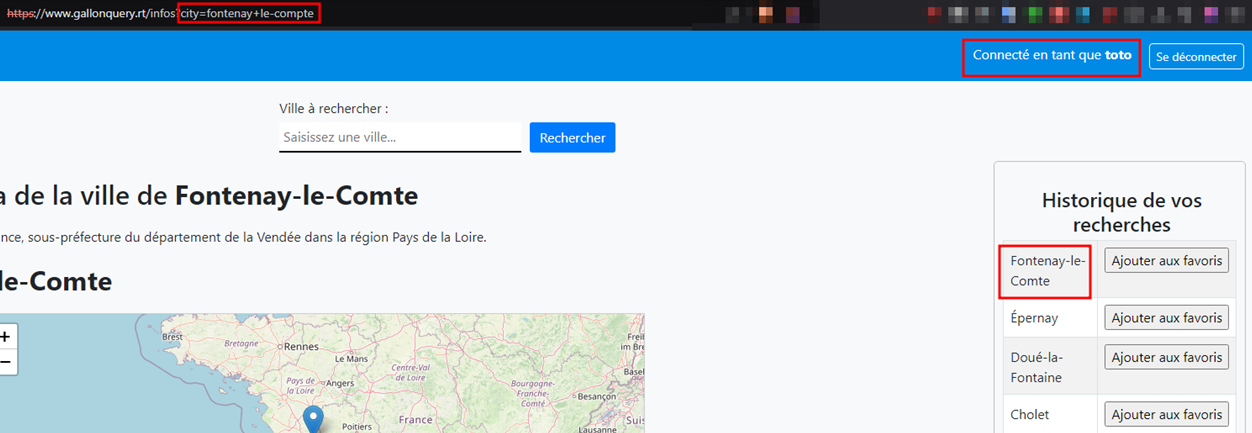 https://www.gallonquery.rt/infos?city=fontenay+le-compte
Connecté en tant que toto
Se déconnecter
Ville à rechercher :
Saisissez une ville...
Rechercher
a de la ville de Fontenay-le-Comte
nce, sous-préfecture du département de la Vendée dans la région Pays de la Loire.
le-Comte
+
−
Brest
Bretagne
Rennes
Le Mans
Pays de
la Loire
Angers
Centre-Val
de Loire
Bourgogne-
Franche-
Comté
Besançon
Frei
im Bre
Basel
Poitiers
France
Lausanne
Suis
Historique de vos
recherches
Fontenay-le-
Comte
Ajouter aux favoris
Épernay
Ajouter aux favoris
Doué-la-
Fontaine
Ajouter aux favoris
Cholet
Ajouter aux favoris